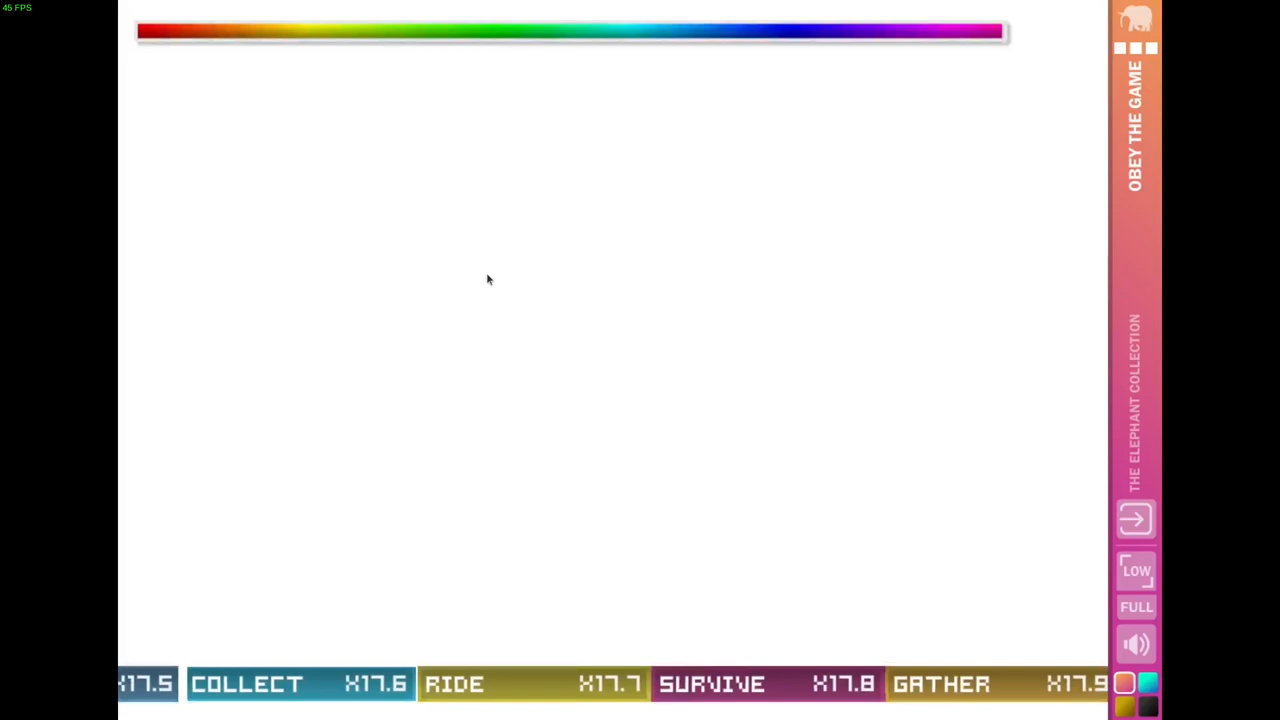 45 FPS
OBEY THE GAME
THE ELEPHANT COLLECTION
LOW
FULL
X17.5
COLLECT X17.6
RIDE X17.7
SURVIVE X17.8
GATHER X17.9